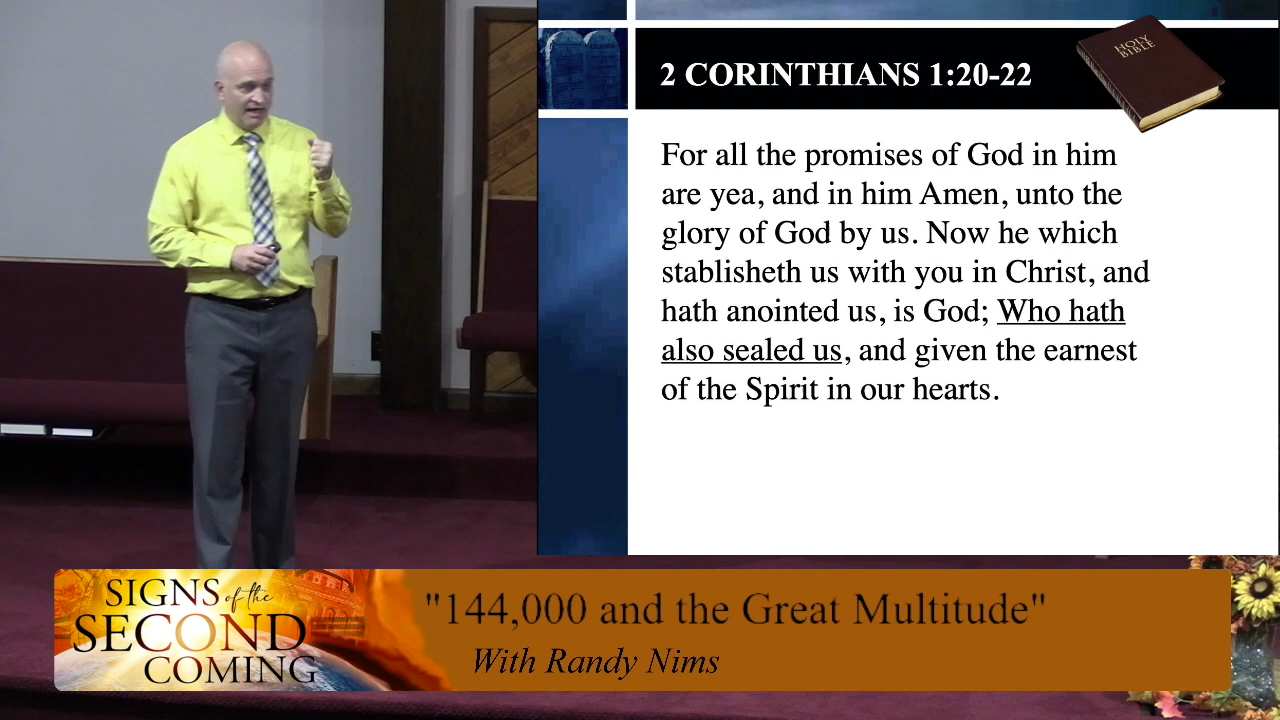 2 CORINTHIANS 1:20-22
HOLY
BIBLE
For all the promises of God in him
are yea, and in him Amen, unto the
glory of God by us. Now he which
stablisheth us with you in Christ, and
hath anointed us, is God; Who hath
also sealed us, and given the earnest
of the Spirit in our hearts.
SIGNS of the
SECOND
COMING
"144,000 and the Great Multitude"
With Randy Nims